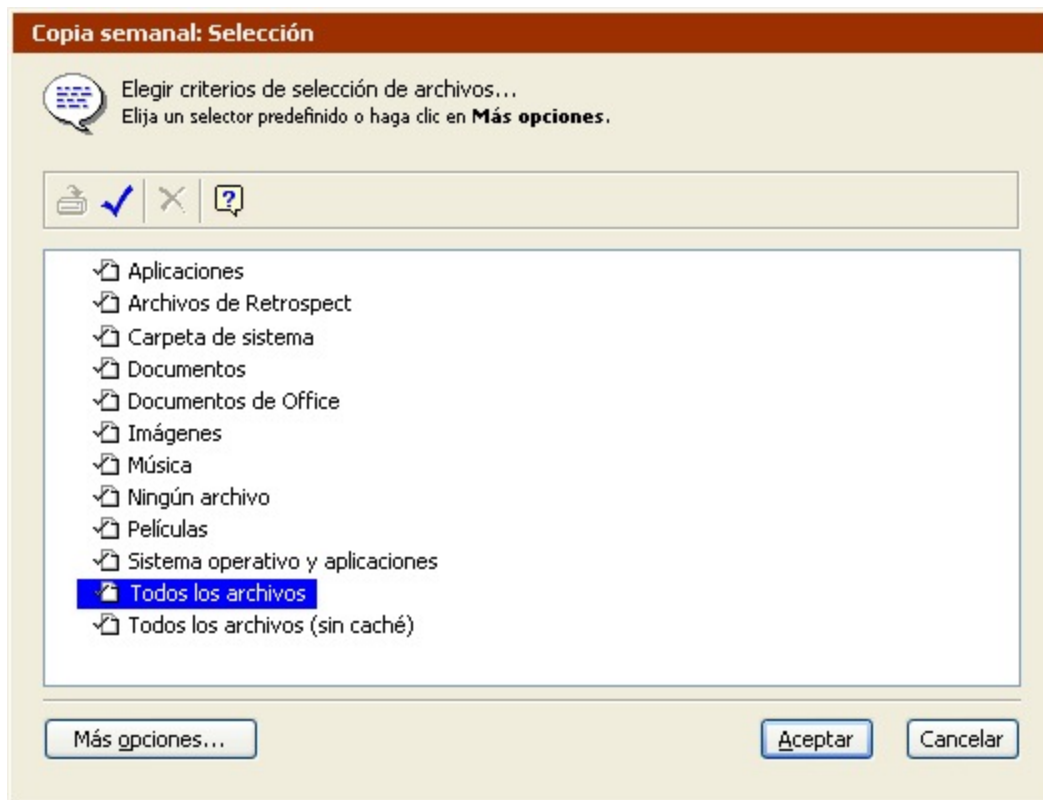 Copia semanal: Selección
Elegir criterios de selección de archivos...
Elija un selector predefinido o haga clic en Más opciones.
?
Aplicaciones
Archivos de Retrospect
Carpeta de sistema
Documentos
Documentos de Office
Imágenes
Música
Ningún archivo
Películas
Sistema operativo y aplicaciones
Todos los archivos
Todos los archivos (sin caché)
Más opciones... Aceptar Cancelar